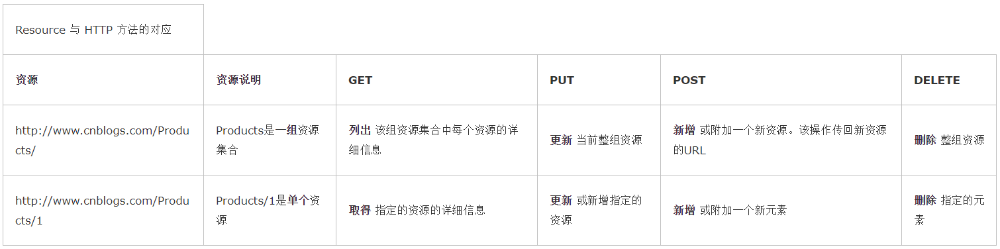 Resource 与 HTTP 方法的对应
资源
资源说明
GET
PUT
POST
DELETE
http://www.cnblogs.com/Produ
cts/
Products是一组资源
集合
列出 该组资源集合中每个资源的详
细信息
更新 当前整组资源
新增 或附加一个新资源。该操作传回新资源
的URL
删除 整组资源
http://www.cnblogs.com/Produ
cts/1
Products/1是单个资
源
取得 指定的资源的详细信息
更新 或新增指定的
资源
新增 或附加一个新元素
删除 指定的元
素